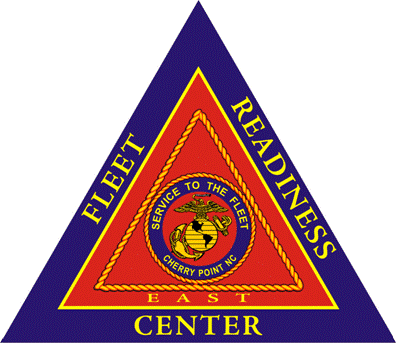 FLEET
READINESS
CENTER
EAST
SERVICE TO THE FLEET
CHERRY POINT NC